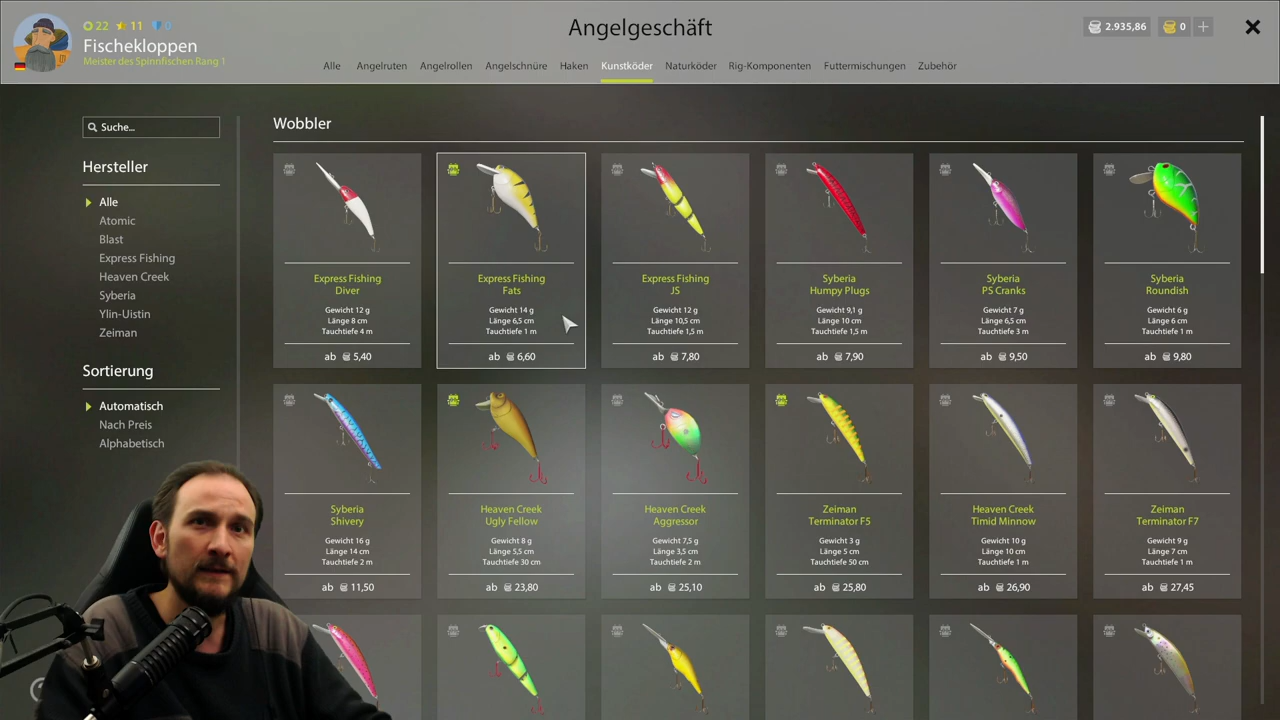 22 11 0
Fischekloppen
Meister des Spinnfischen Rang 1
Angelgeschäft
2.935,86 0 +
Alle Angelruten Angelrollen Angelschnüre Haken Kunstköder Naturköder Rig-Komponenten Futtermischungen Zubehör
Suche...
Hersteller
Alle
Atomic
Blast
Express Fishing
Heaven Creek
Syberia
Ylin-Uistin
Zeiman
Sortierung
Automatisch
Nach Preis
Alphabetisch
Wobbler
Express Fishing
Diver
Gewicht 12 g
Länge 8 cm
Tauchtiefe 4 m
ab 5,40
Express Fishing
Fats
Gewicht 14 g
Länge 6,5 cm
Tauchtiefe 1 m
ab 6,60
Express Fishing
JS
Gewicht 12 g
Länge 10,5 cm
Tauchtiefe 1,5 m
ab 7,80
Syberia
Humpy Plugs
Gewicht 9,1 g
Länge 10 cm
Tauchtiefe 1,5 m
ab 7,90
Syberia
PS Cranks
Gewicht 7 g
Länge 6,5 cm
Tauchtiefe 3 m
ab 9,50
Syberia
Roundish
Gewicht 6 g
Länge 6 cm
Tauchtiefe 1 m
ab 9,80
Syberia
Shivery
Gewicht 16 g
Länge 14 cm
Tauchtiefe 2 m
ab 11,50
Heaven Creek
Ugly Fellow
Gewicht 8 g
Länge 5,5 cm
Tauchtiefe 30 cm
ab 23,80
Heaven Creek
Aggressor
Gewicht 7,5 g
Länge 3,5 cm
Tauchtiefe 2 m
ab 25,10
Zeiman
Terminator F5
Gewicht 3 g
Länge 5 cm
Tauchtiefe 50 cm
ab 25,80
Heaven Creek
Timid Minnow
Gewicht 10 g
Länge 10 cm
Tauchtiefe 1 m
ab 26,90
Zeiman
Terminator F7
Gewicht 9 g
Länge 7 cm
Tauchtiefe 1 m
ab 27,45